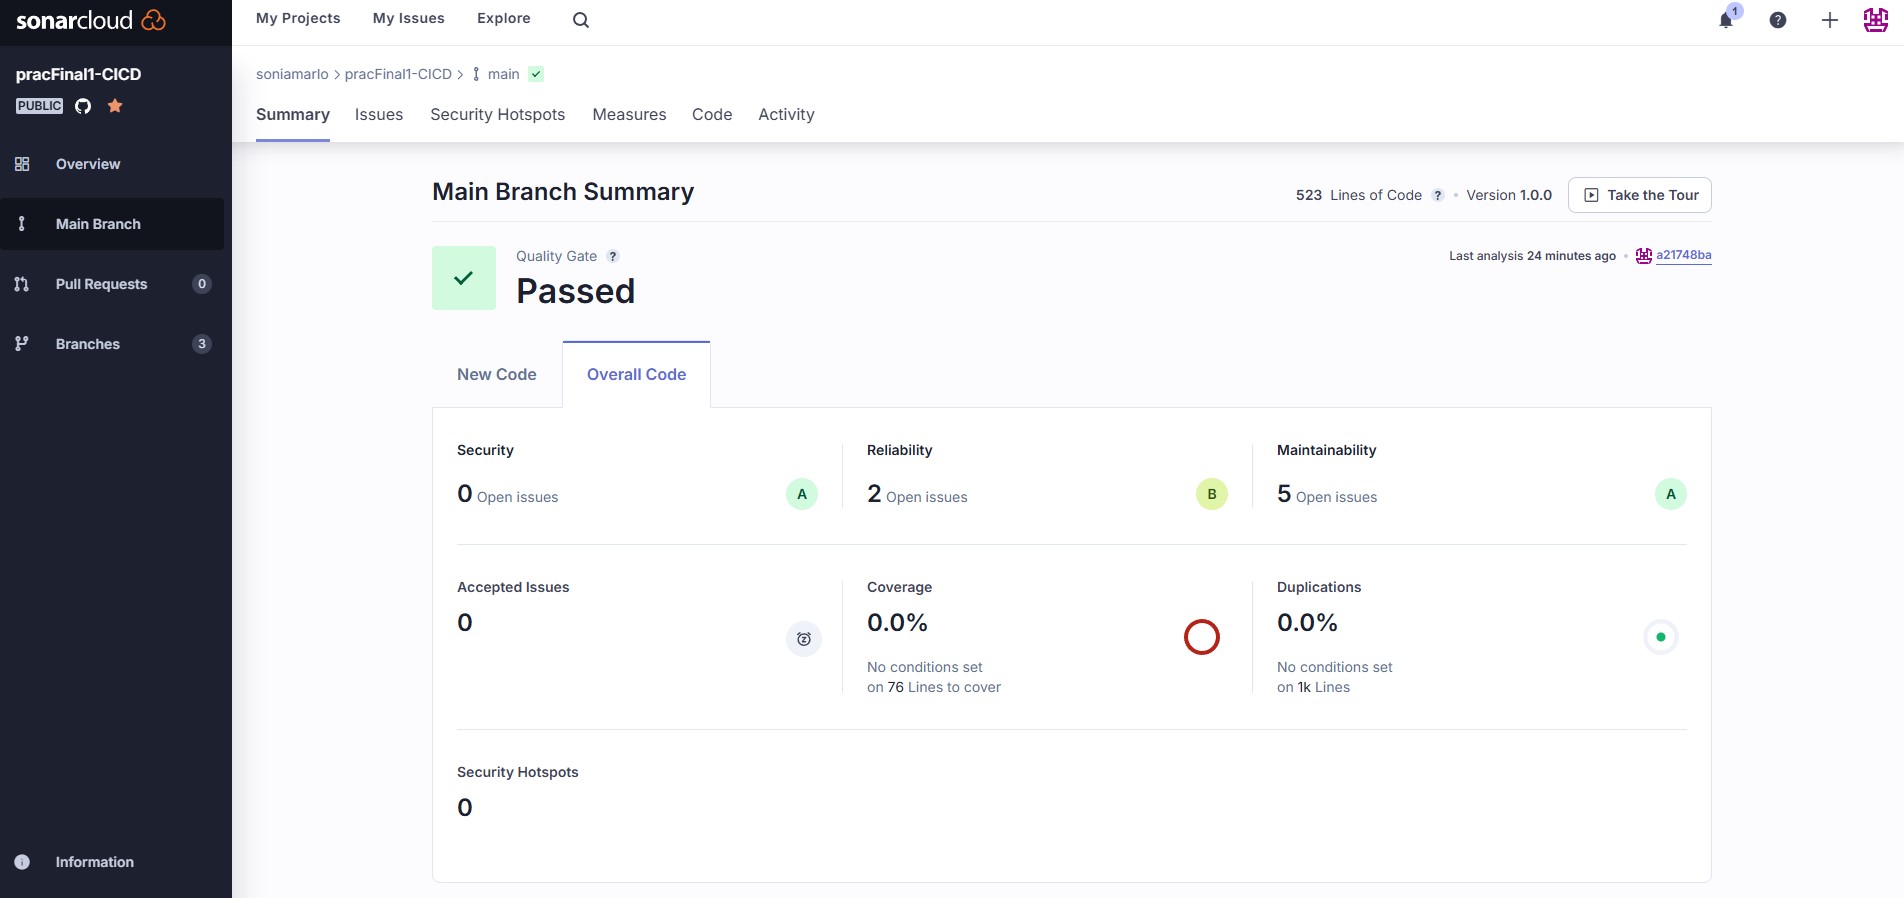 sonarcloud
My Projects My Issues Explore
1
?
pracFinal1-CICD
PUBLIC
Overview
Main Branch
Pull Requests 0
Branches 3
Information
soniamarlo > pracFinal1-CICD > main
Summary Issues Security Hotspots Measures Code Activity
Main Branch Summary
523 Lines of Code ? • Version 1.0.0 Take the Tour
Quality Gate ?
Passed
Last analysis 24 minutes ago • a21748ba
New Code Overall Code
Security
0 Open issues A
Reliability
2 Open issues B
Maintainability
5 Open issues A
Accepted Issues
0
Coverage
0.0%
No conditions set
on 76 Lines to cover
Duplications
0.0%
No conditions set
on 1k Lines
Security Hotspots
0